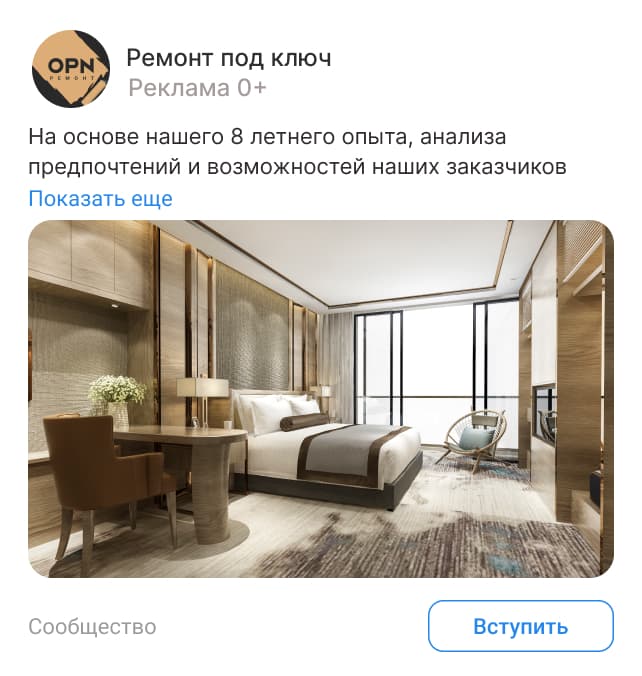 OPN
РЕМОНТ
Ремонт под ключ
Реклама 0+
На основе нашего 8 летнего опыта, анализа
предпочтений и возможностей наших заказчиков
Показать еще
Сообщество
Вступить